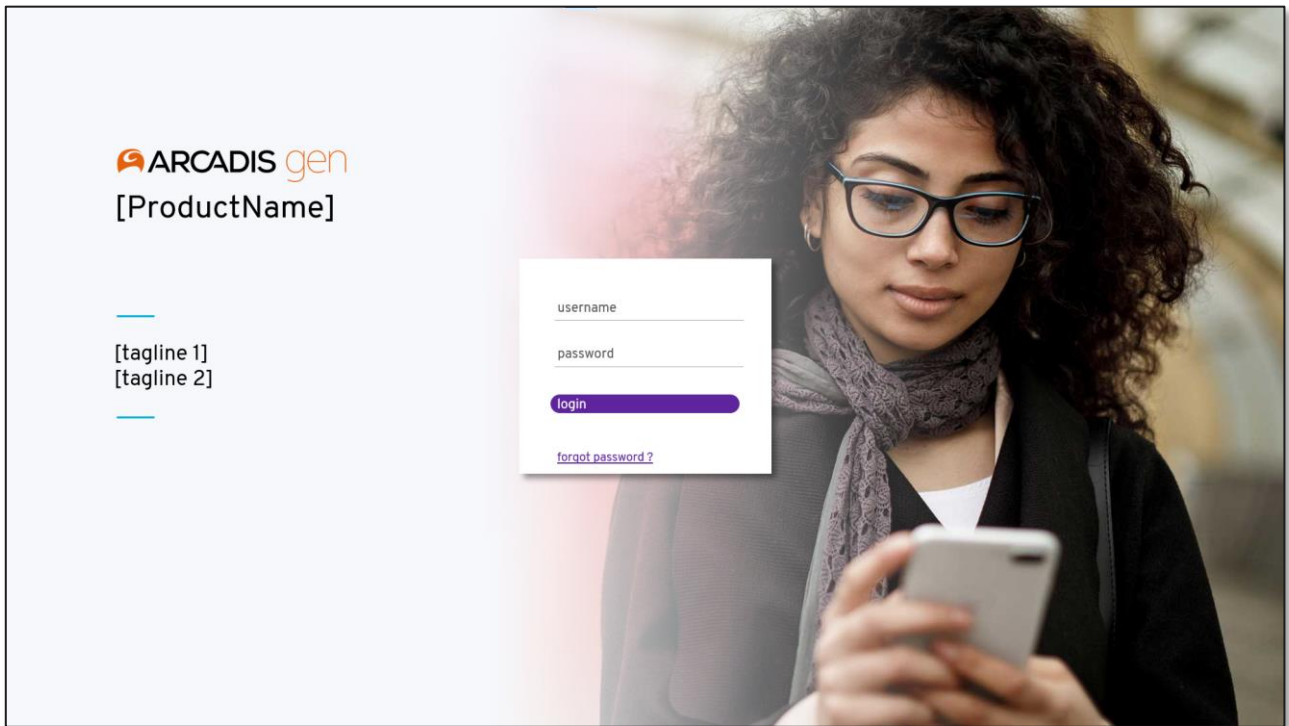 ARCADIS gen
[ProductName]
[tagline 1]
[tagline 2]
username
password
login
forgot password ?